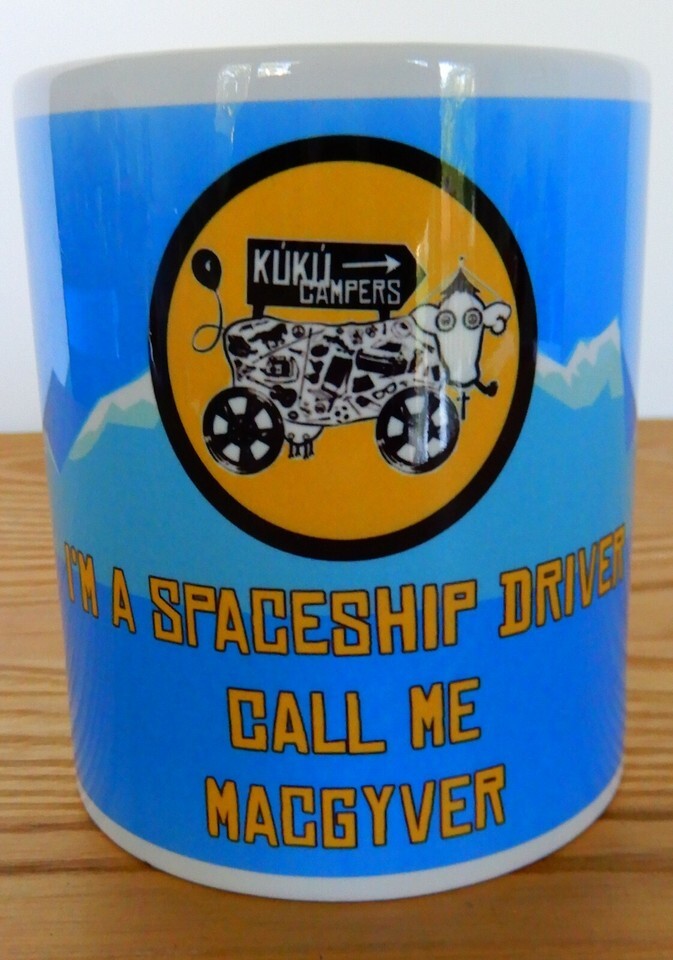 KÚKÚ
CAMPERS
I'M A SPACESHIP DRIVER
CALL ME
MACGYVER